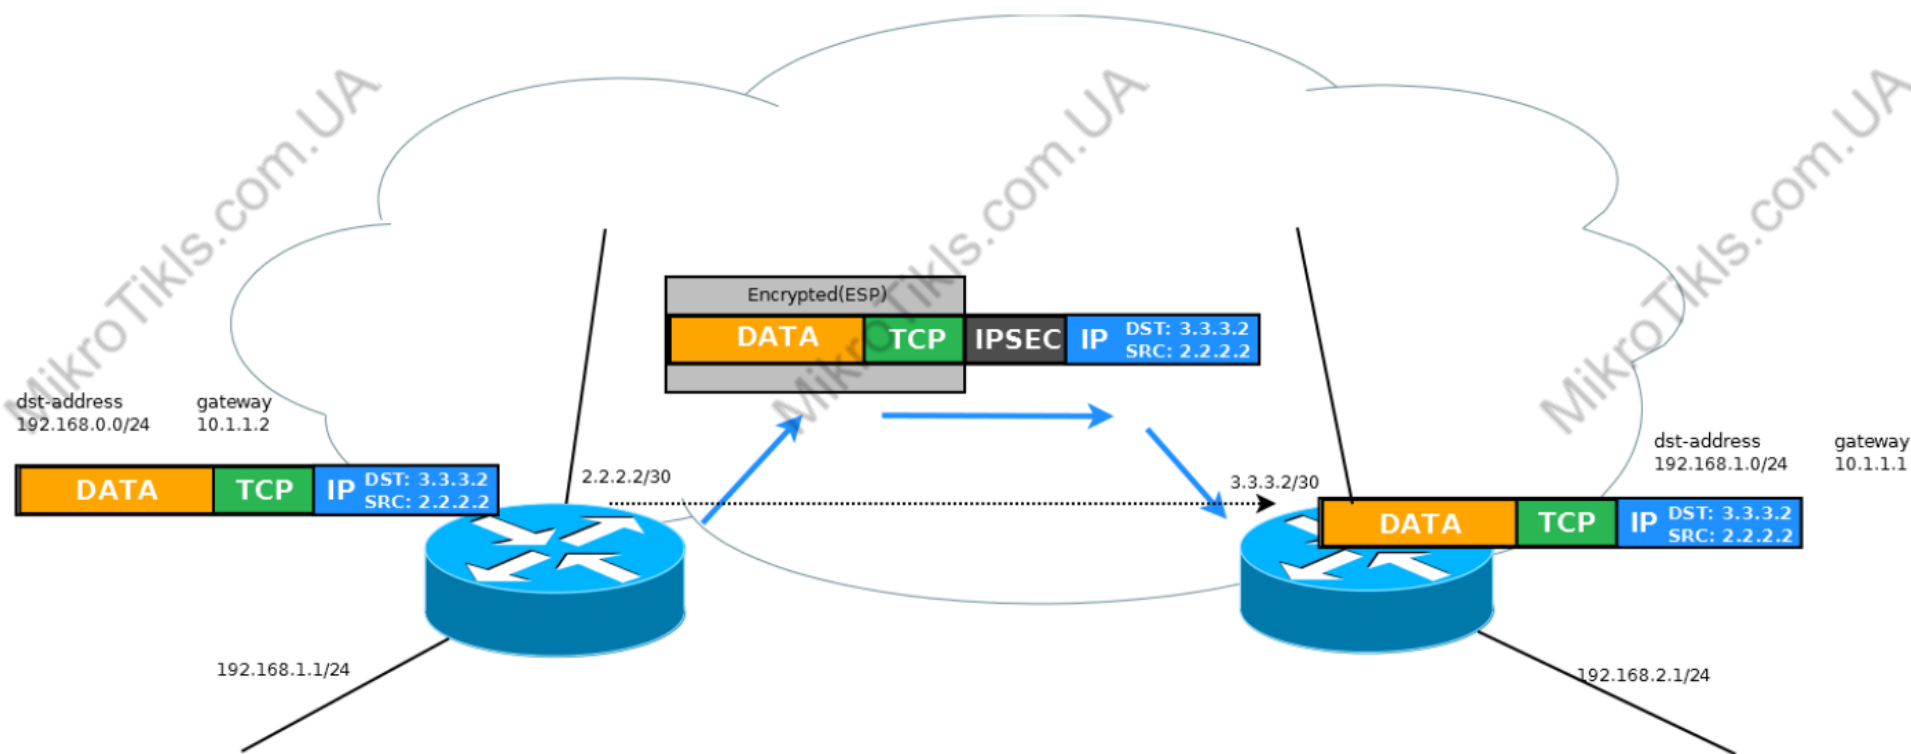 MikroTikls.com.UA
MikroTikls.com.UA
MikroTikls.com.UA
Encrypted(ESP)
DATA TCP IPSEC IP DST: 3.3.3.2
SRC: 2.2.2.2
dst-address gateway
192.168.0.0/24 10.1.1.2
DATA TCP IP DST: 3.3.3.2
SRC: 2.2.2.2
2.2.2.2/30
3.3.3.2/30
dst-address gateway
192.168.1.0/24 10.1.1.1
DATA TCP IP DST: 3.3.3.2
SRC: 2.2.2.2
192.168.1.1/24
192.168.2.1/24